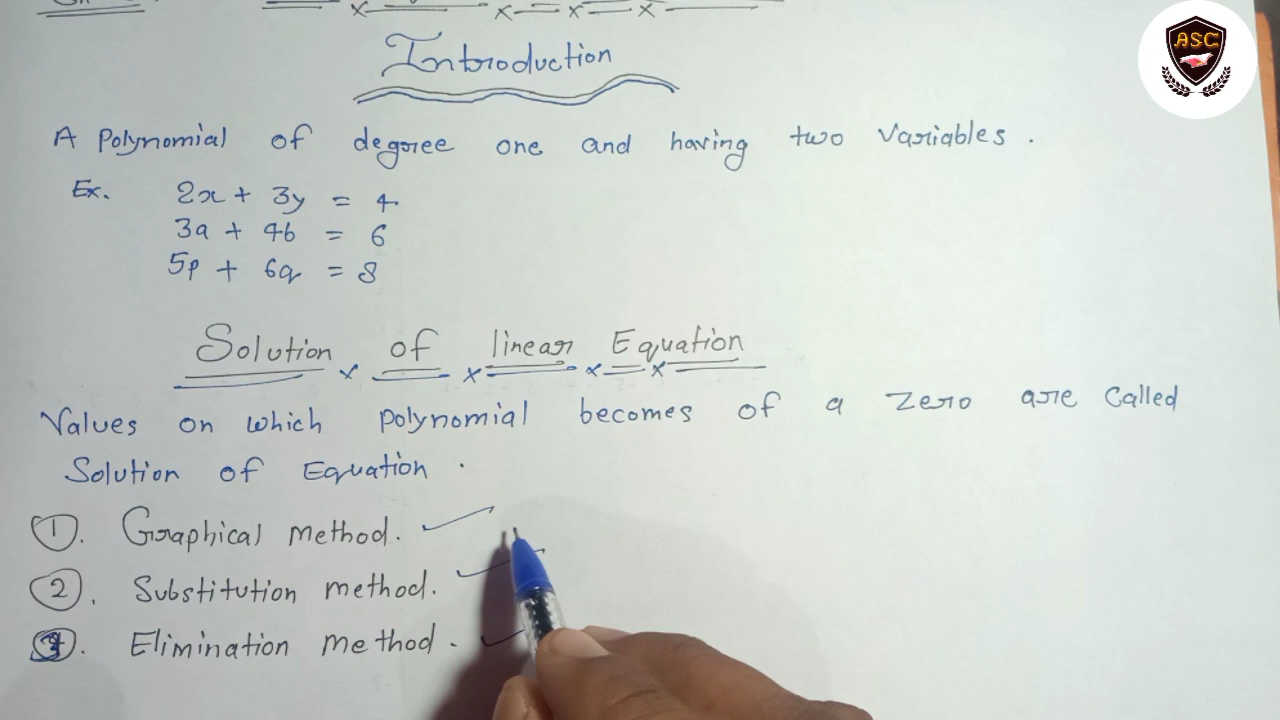 Introduction
A Polynomial of degree one and having two variables.
Ex. 2x + 3y = 4
3a + 4b = 6
5p + 6q = 8
Solution of linear Equation
Values on which polynomial becomes of a zero are called
Solution of Equation.
1. Graphical method.
2. Substitution method.
3. Elimination method.
ASC